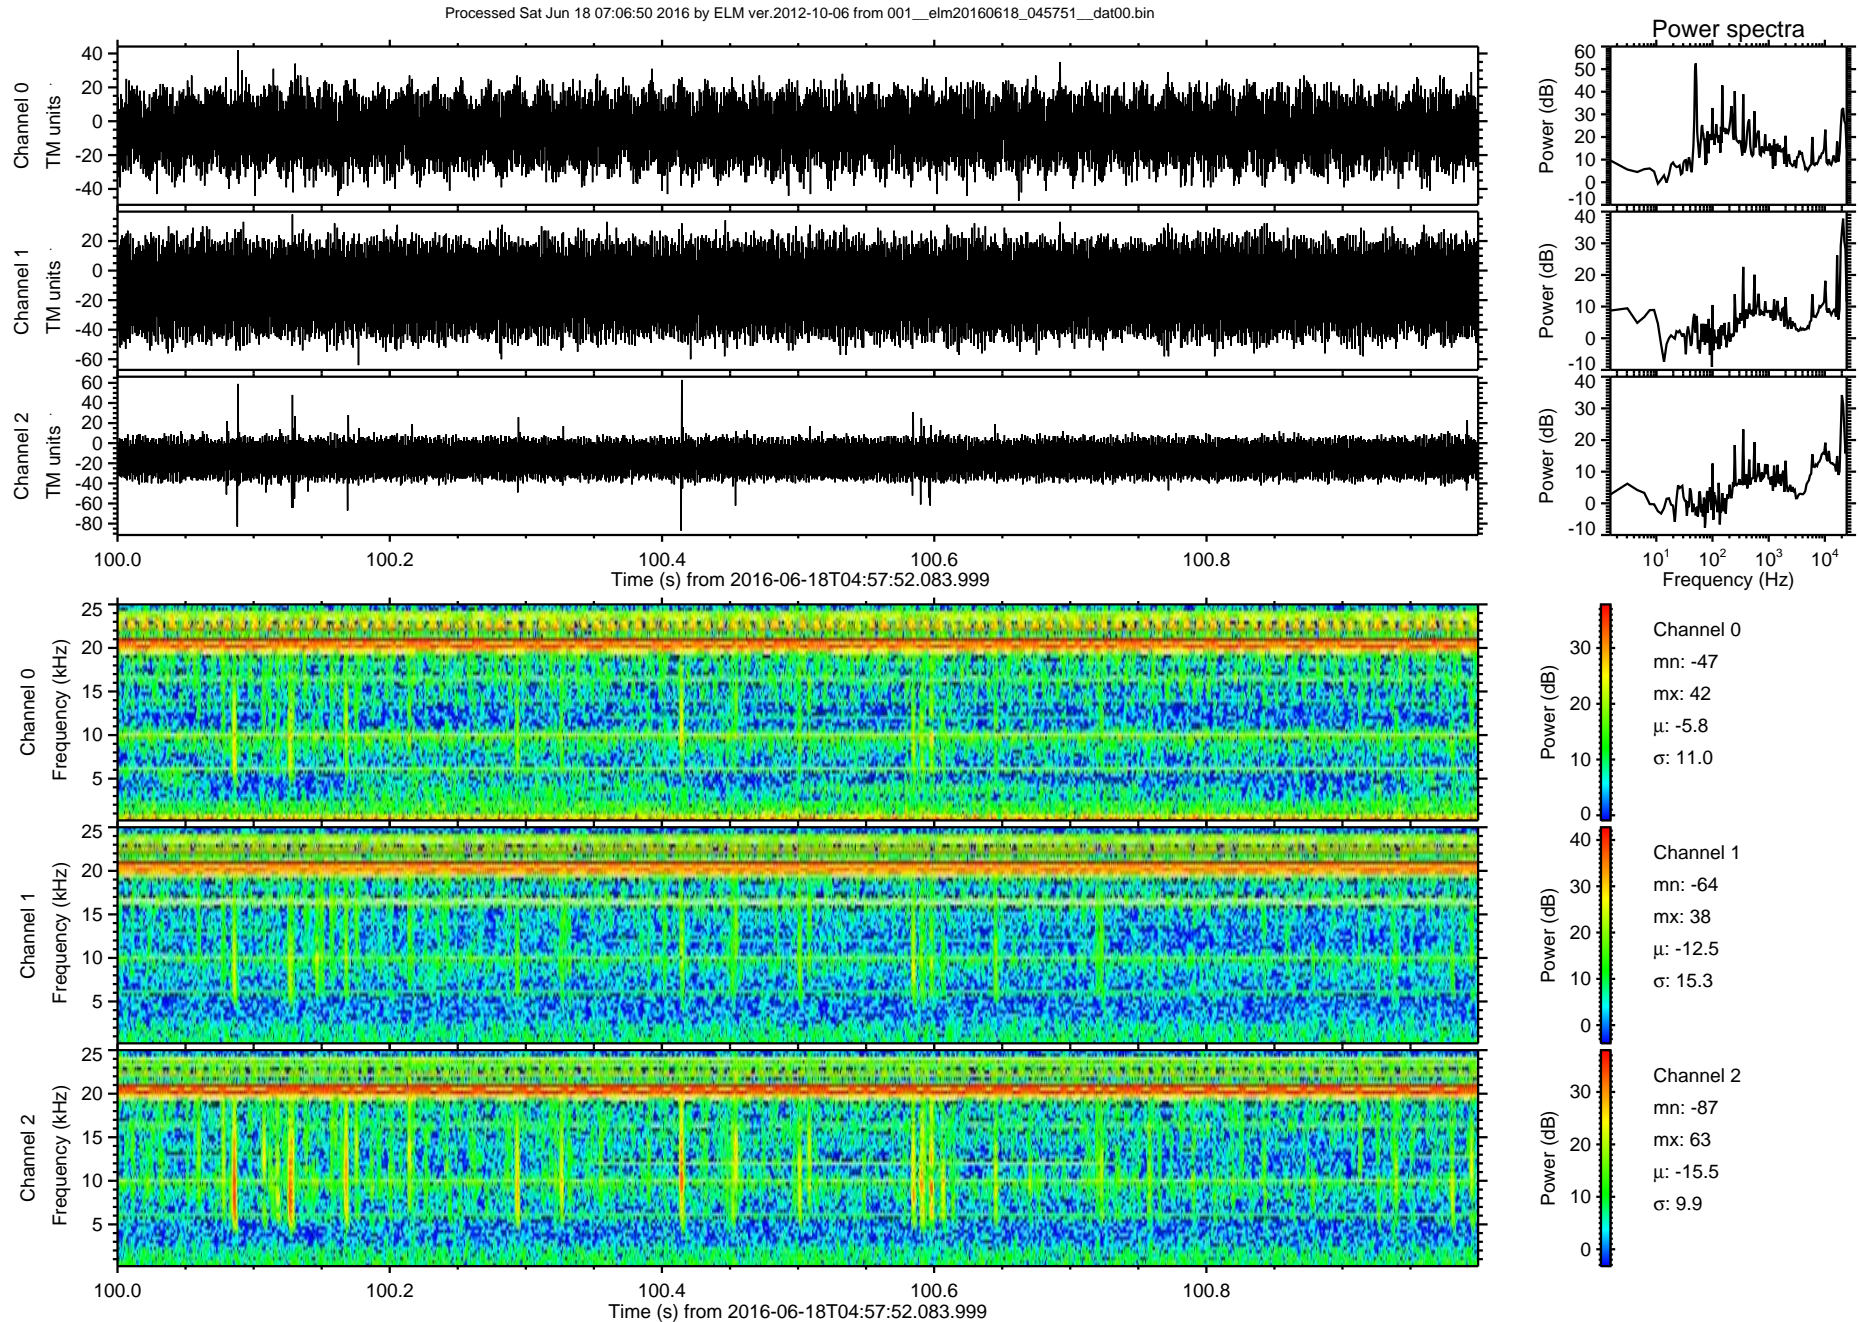 Processed Sat Jun 18 07:06:50 2016 by ELM ver.2012-10-06 from 001__elm20160618_045751__dat00.bin
Power spectra
Channel 0
TM units
40
20
0
-20
-40
Power (dB)
60
50
40
30
20
10
0
-10
Channel 1
TM units
20
0
-20
-40
-60
Power (dB)
40
30
20
10
0
-10
Channel 2
TM units
60
40
20
0
-20
-40
-60
-80
Power (dB)
40
30
20
10
0
-10
100.0 100.2 100.4 100.6 100.8
Time (s) from 2016-06-18T04:57:52.083.999
10^1 10^2 10^3 10^4
Frequency (Hz)
Channel 0
Frequency (kHz)
25
20
15
10
5
Power (dB)
30
20
10
0
Channel 0
mn: -47
mx: 42
μ: -5.8
σ: 11.0
Channel 1
Frequency (kHz)
25
20
15
10
5
Power (dB)
40
30
20
10
0
Channel 1
mn: -64
mx: 38
μ: -12.5
σ: 15.3
Channel 2
Frequency (kHz)
25
20
15
10
5
Power (dB)
30
20
10
0
Channel 2
mn: -87
mx: 63
μ: -15.5
σ: 9.9
100.0 100.2 100.4 100.6 100.8
Time (s) from 2016-06-18T04:57:52.083.999